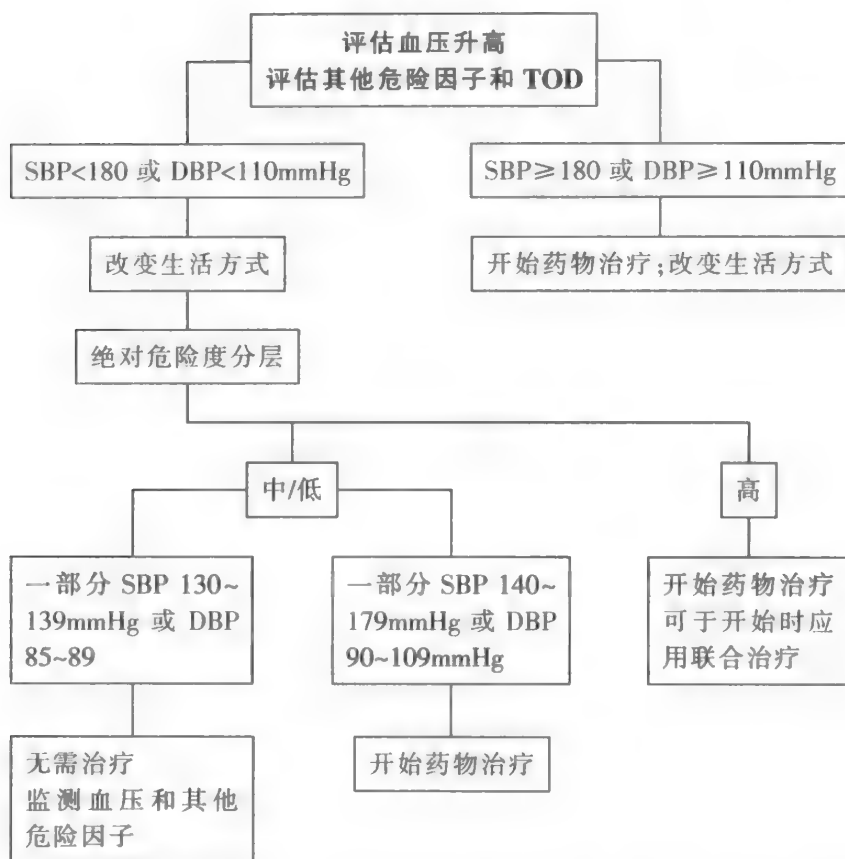 评估血压升高
评估其他危险因子和 TOD
SBP<180 或 DBP<110mmHg
SBP≥180 或 DBP≥110mmHg
改变生活方式
开始药物治疗;改变生活方式
绝对危险度分层
中/低
高
一部分 SBP 130~
139mmHg 或 DBP
85~89
一部分 SBP 140~
179mmHg 或 DBP
90~109mmHg
开始药物治疗
可于开始时应
用联合治疗
无需治疗
监测血压和其他
危险因子
开始药物治疗